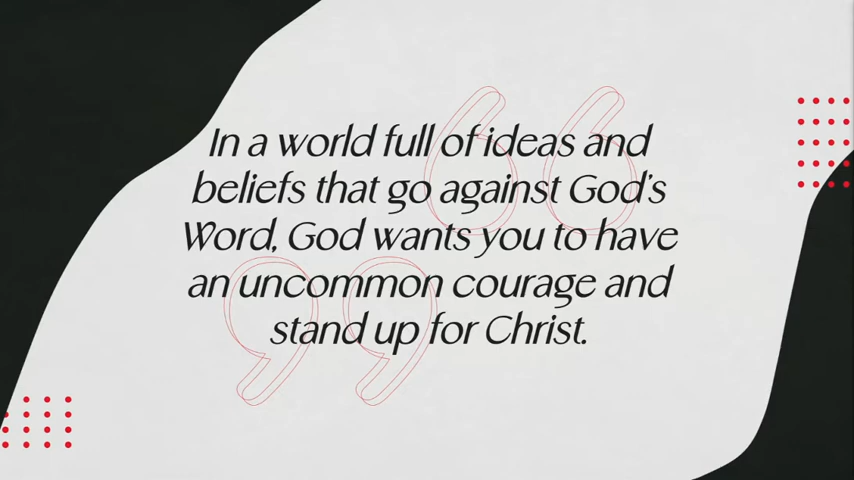 In a world full of ideas and
beliefs that go against God's
Word, God wants you to have
an uncommon courage and
stand up for Christ.